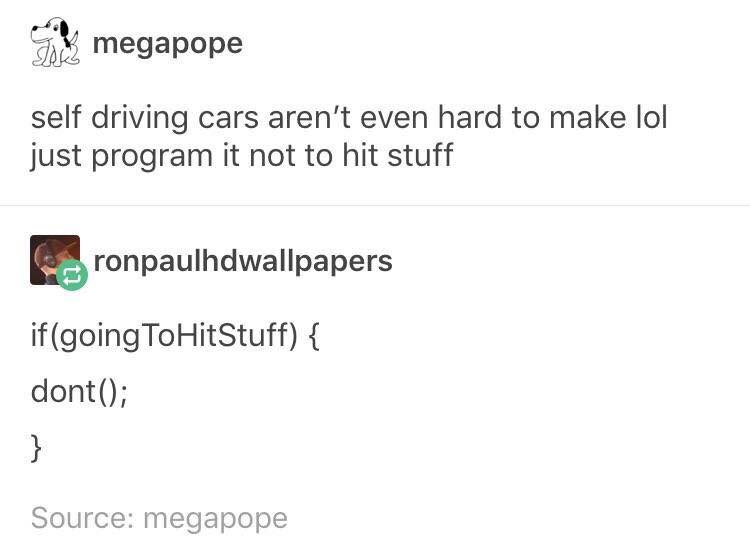 megapope
self driving cars aren’t even hard to make lol
just program it not to hit stuff
ronpaulhdwallpapers
if(goingToHitStuff) {
dont();
}
Source: megapope